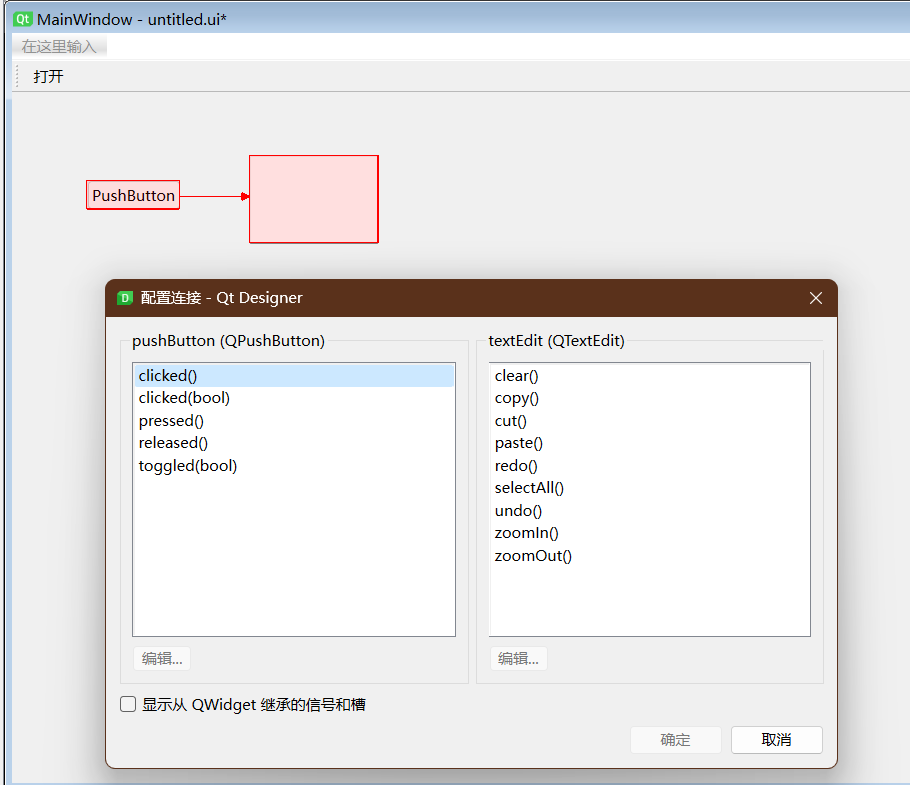 Qt MainWindow - untitled.ui*
在这里输入
打开
PushButton
D 配置连接 - Qt Designer
pushButton (QPushButton)
clicked()
clicked(bool)
pressed()
released()
toggled(bool)
编辑...
textEdit (QTextEdit)
clear()
copy()
cut()
paste()
redo()
selectAll()
undo()
zoomIn()
zoomOut()
编辑...
显示从 QWidget 继承的信号和槽
确定
取消